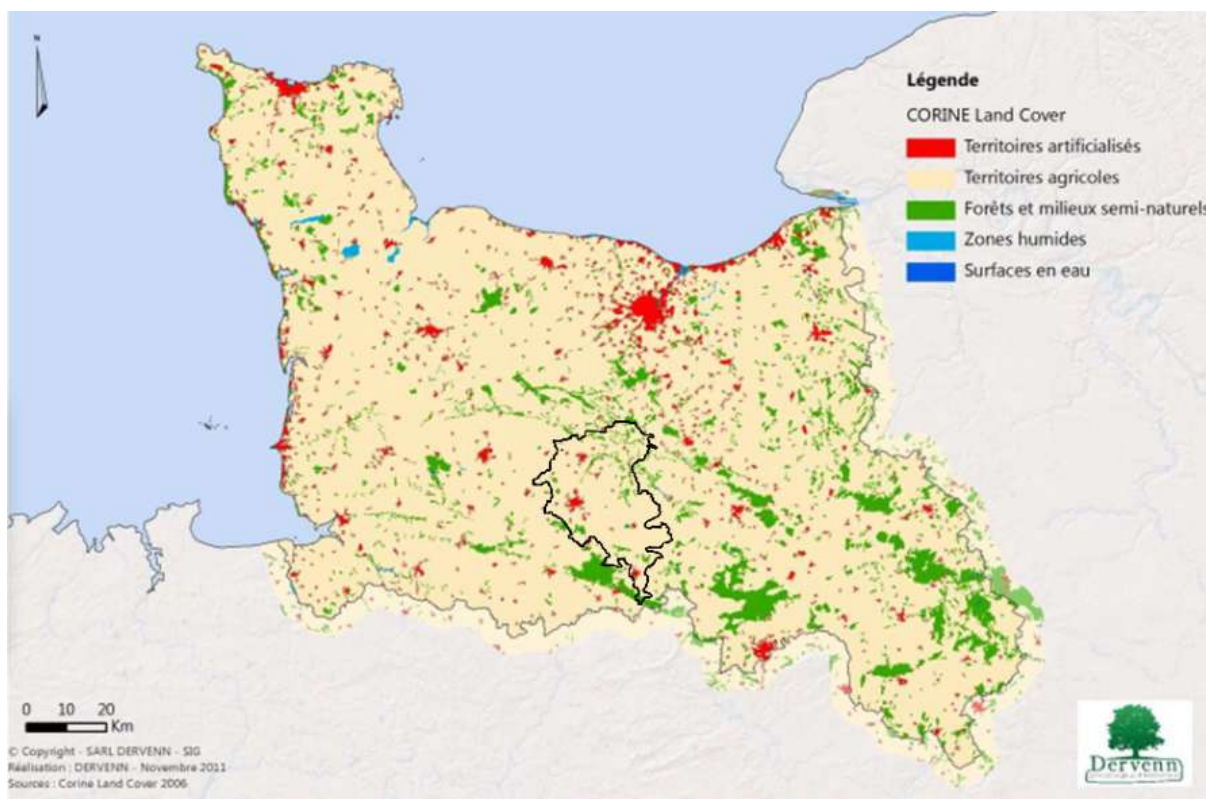 N
Légende
CORINE Land Cover
Territoires artificialisés
Territoires agricoles
Forêts et milieux semi-naturels
Zones humides
Surfaces en eau
0 10 20
Km
© Copyright - SARL DERVENN - SIG
Réalisation : DERVENN - Novembre 2011
Sources : Corine Land Cover 2006
Dervenn